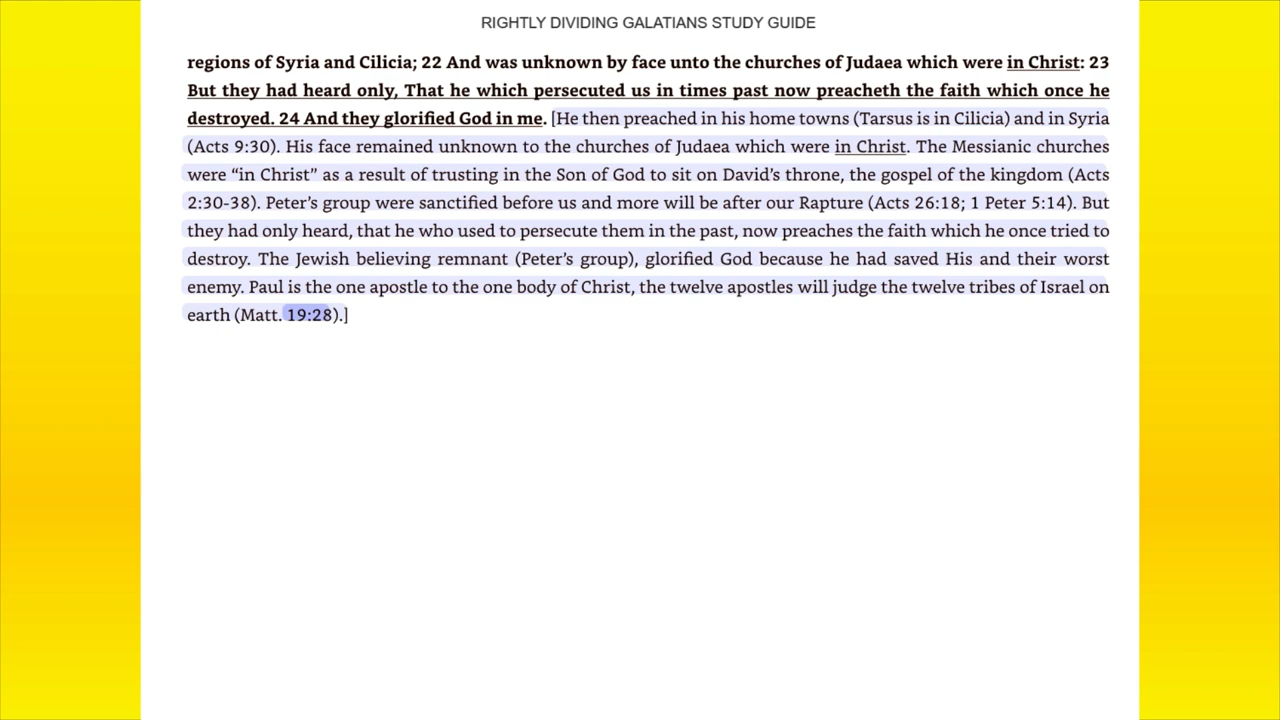 RIGHTLY DIVIDING GALATIANS STUDY GUIDE
regions of Syria and Cilicia; 22 And was unknown by face unto the churches of Judaea which were in Christ: 23
But they had heard only, That he which persecuted us in times past now preacheth the faith which once he
destroyed. 24 And they glorified God in me. [He then preached in his home towns (Tarsus is in Cilicia) and in Syria
(Acts 9:30). His face remained unknown to the churches of Judaea which were in Christ. The Messianic churches
were “in Christ” as a result of trusting in the Son of God to sit on David’s throne, the gospel of the kingdom (Acts
2:30-38). Peter’s group were sanctified before us and more will be after our Rapture (Acts 26:18; 1 Peter 5:14). But
they had only heard, that he who used to persecute them in the past, now preaches the faith which he once tried to
destroy. The Jewish believing remnant (Peter’s group), glorified God because he had saved His and their worst
enemy. Paul is the one apostle to the one body of Christ, the twelve apostles will judge the twelve tribes of Israel on
earth (Matt. 19:28).]